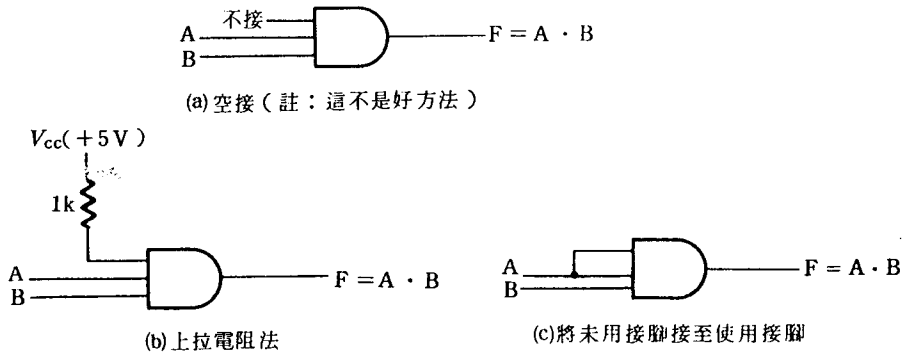 不接
A
B
F = A · B
(a)空接(註：這不是好方法)
Vcc(+5V)
1k
A
B
F = A · B
(b)上拉電阻法
A
B
F = A · B
(c)將未用接腳接至使用接腳